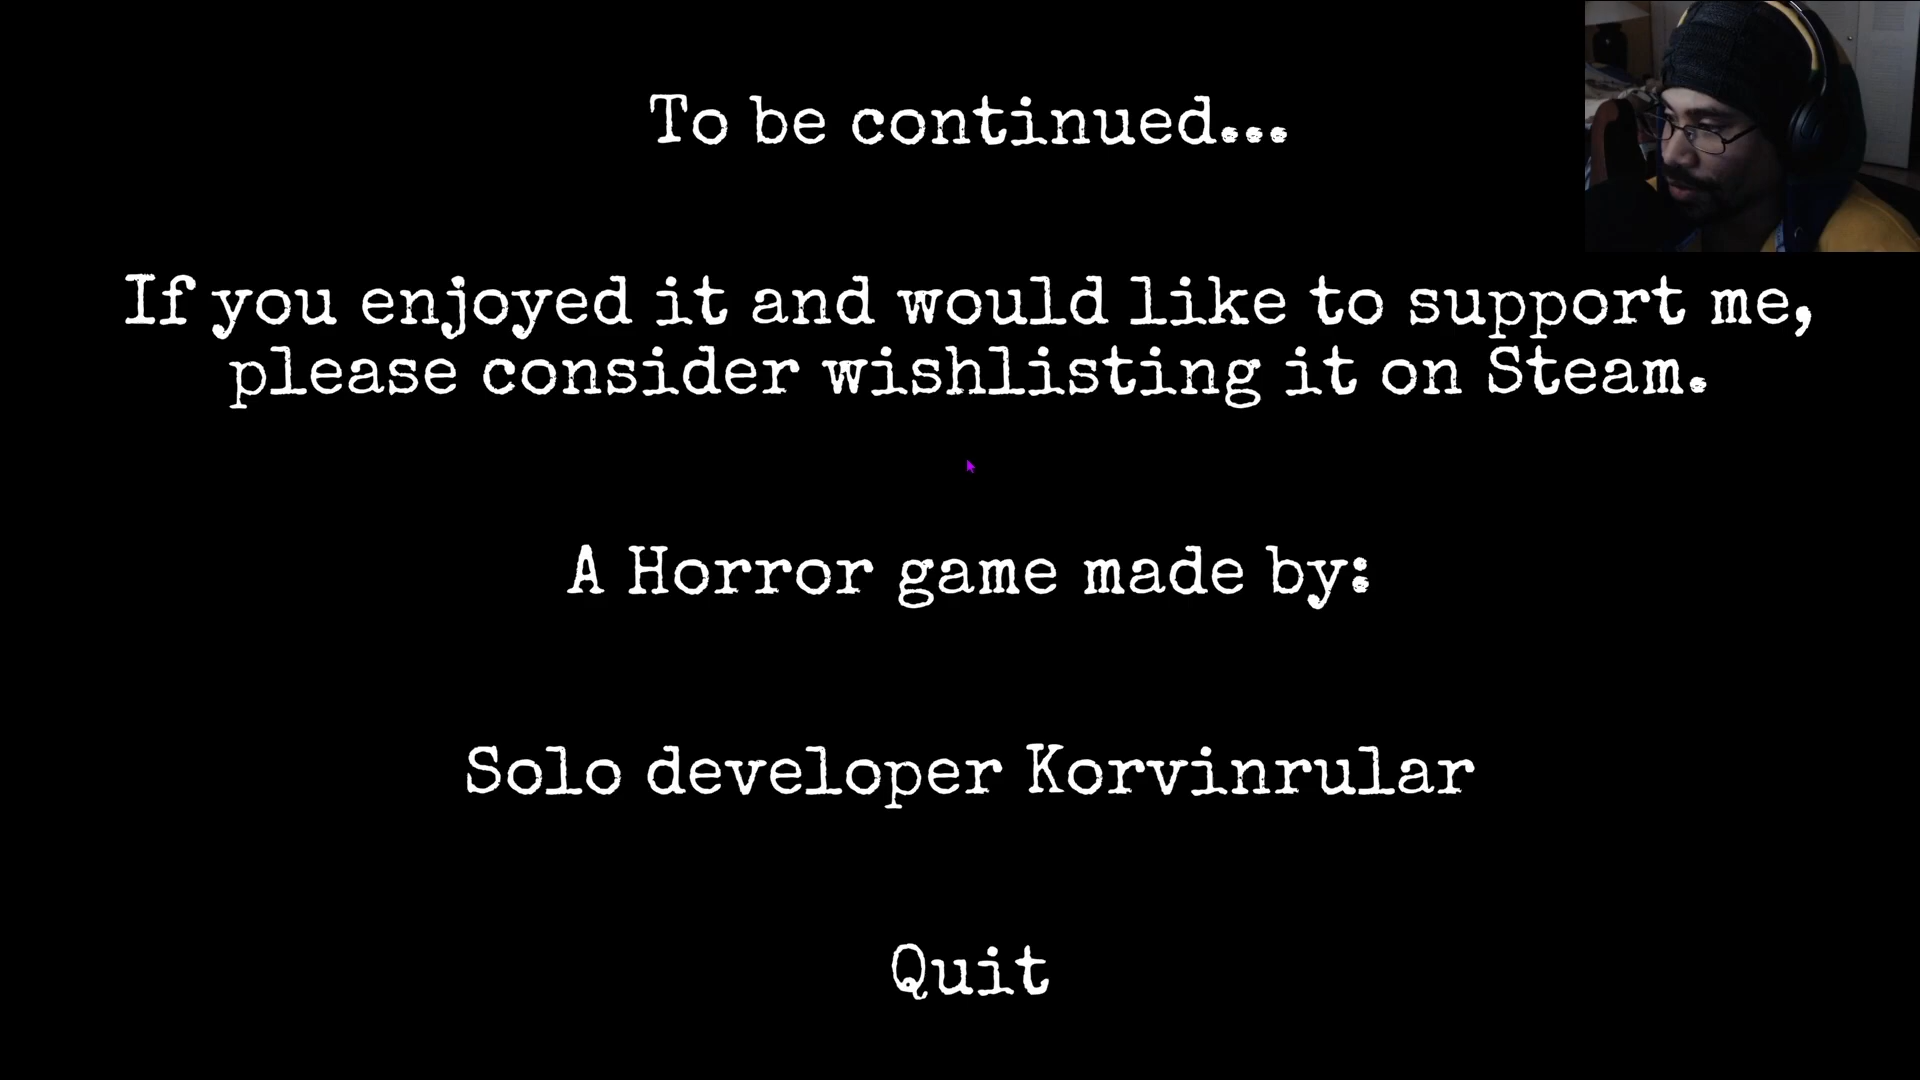 To be continued...
If you enjoyed it and would like to support me,
please consider wishlisting it on Steam.
A Horror game made by:
Solo developer Korvinrular
Quit